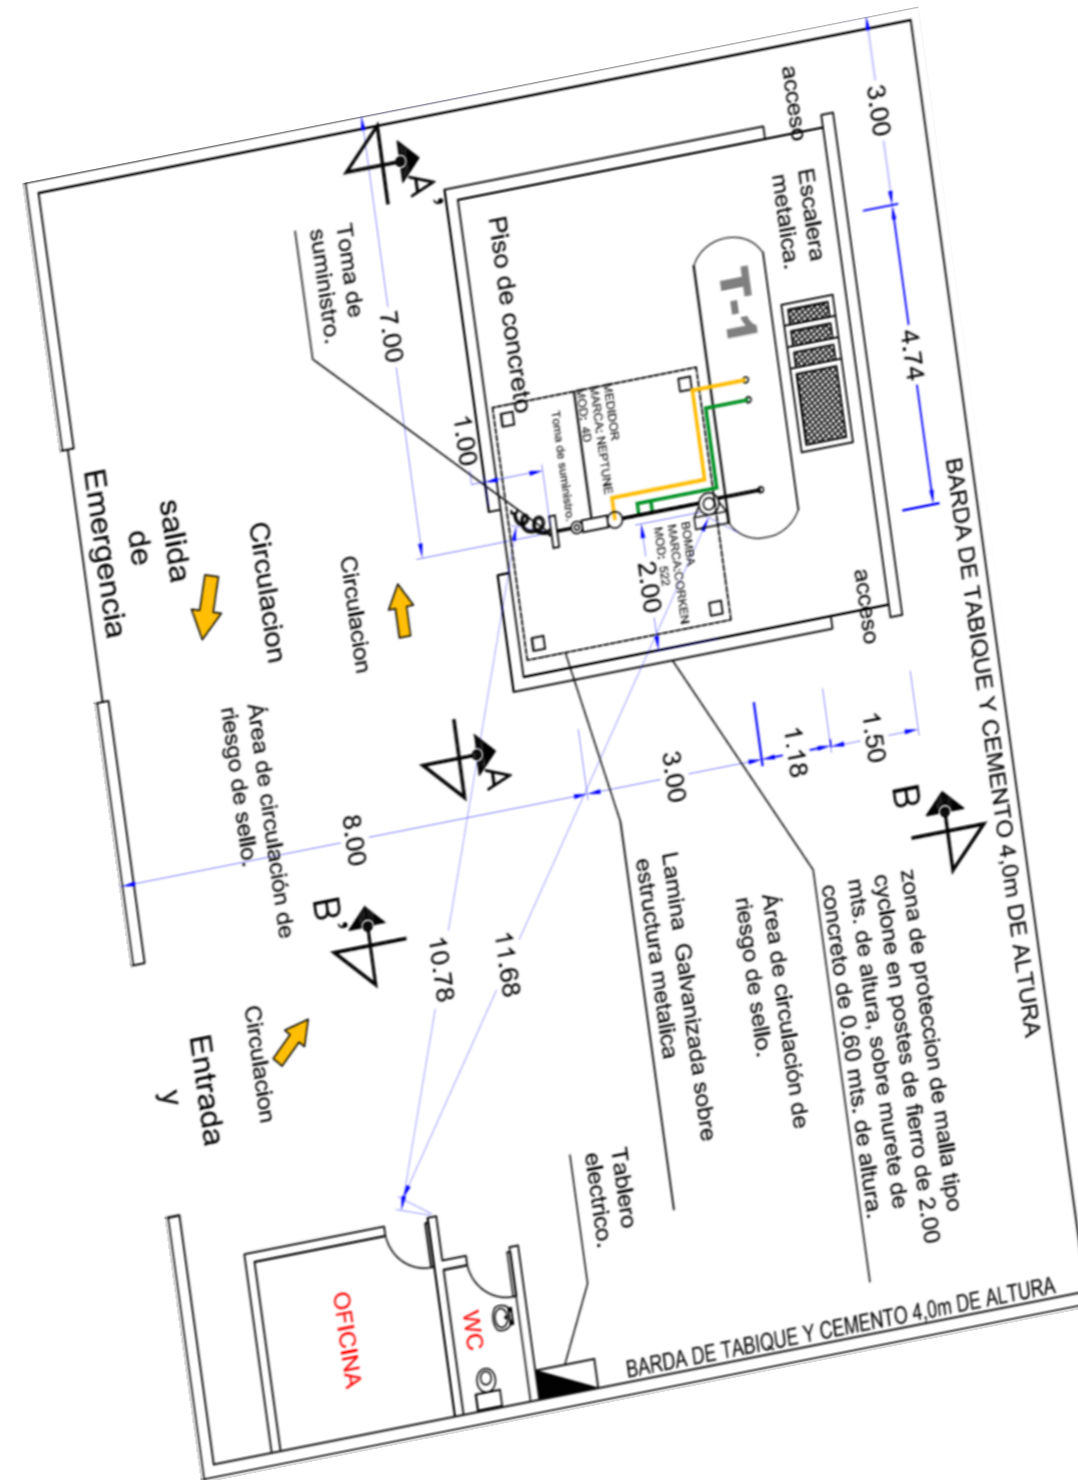 BARDA DE TABIQUE Y CEMENTO 4,0m DE ALTURA
3.00
4.74
acceso
Escalera
metalica.
T-1
Piso de concreto
A,
Toma de
suministro.
7.00
1.00
MEDIDOR
MARCA: NEPTUNE
MOD: 4D
Toma de suministro.
BOMBA
MARCA:CORKEN
MOD: 522
2.00
acceso
1.50
1.18
3.00
8.00
B
A
B,
zona de proteccion de malla tipo
cyclone en postes de fierro de 2.00
mts. de altura, sobre murete de
concreto de 0.60 mts. de altura.
Área de circulación de
riesgo de sello.
Lamina Galvanizada sobre
estructura metalica
11.68
10.78
Circulacion
Circulacion
salida
de
Emergencia
Área de circulación de
riesgo de sello.
Circulacion
Entrada
y
Tablero
electrico.
WC
OFICINA
BARDA DE TABIQUE Y CEMENTO 4,0m DE ALTURA